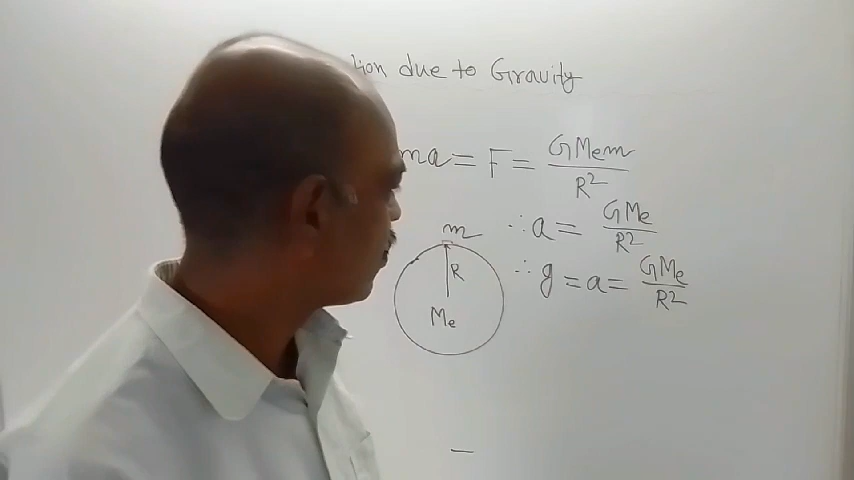 tion due to Gravity
ma = F = GMem / R²
m
∴ a = GMe / R²
R
∴ g = a = GMe / R²
Me